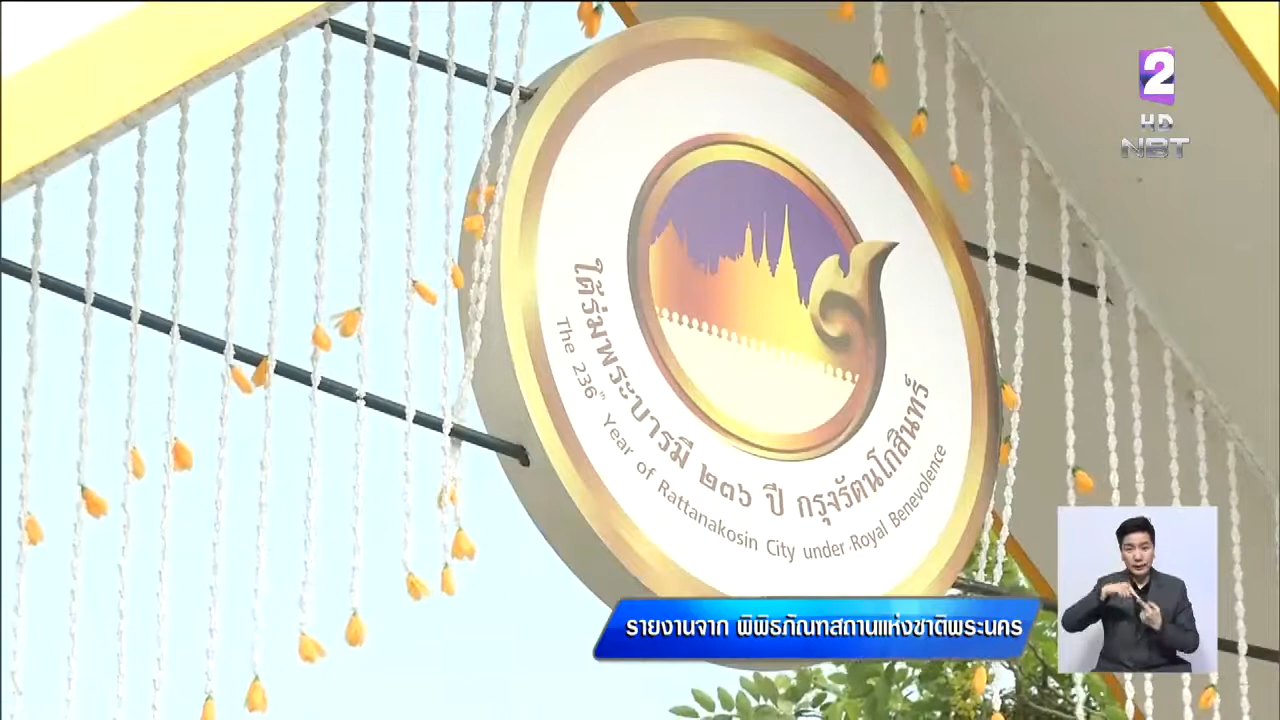 2
HD
NBT
ใต้ร่มพระบารมี ๒๓๖ ปี กรุงรัตนโกสินทร์
The 236th Year of Rattanakosin City under Royal Benevolence
รายงานจาก พิพิธภัณฑสถานแห่งชาติพระนคร